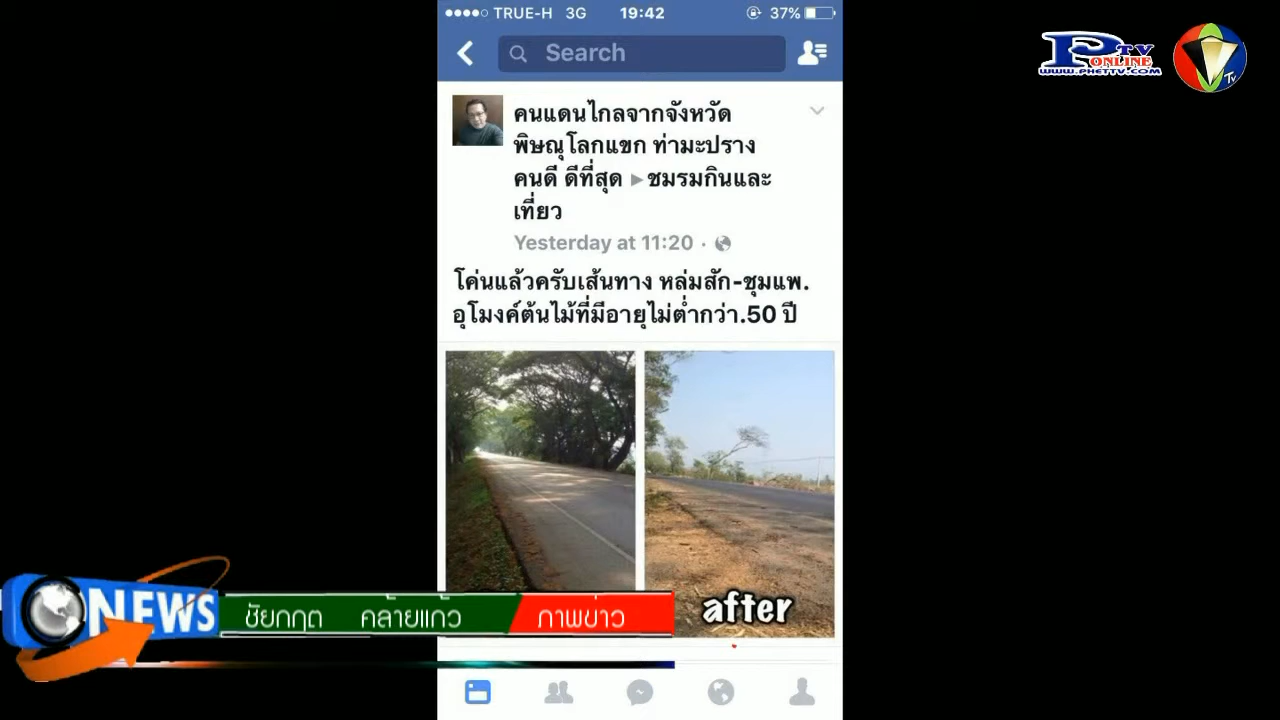 TRUE-H 3G 19:42 37%
Search
PTV ONLINE
WWW.PHETTV.COM
TV
คนแดนไกลจากจังหวัด
พิษณุโลกแขก ท่ามะปราง
คนดี ดีที่สุด ▶ ชมรมกินและ
เที่ยว
Yesterday at 11:20 ·
โค่นแล้วครับเส้นทาง หล่มสัก-ชุมแพ.
อุโมงค์ต้นไม้ที่มีอายุไม่ต่ำกว่า.50 ปี
after
NEWS ชัยกฤต คล้ายแก้ว ภาพข่าว